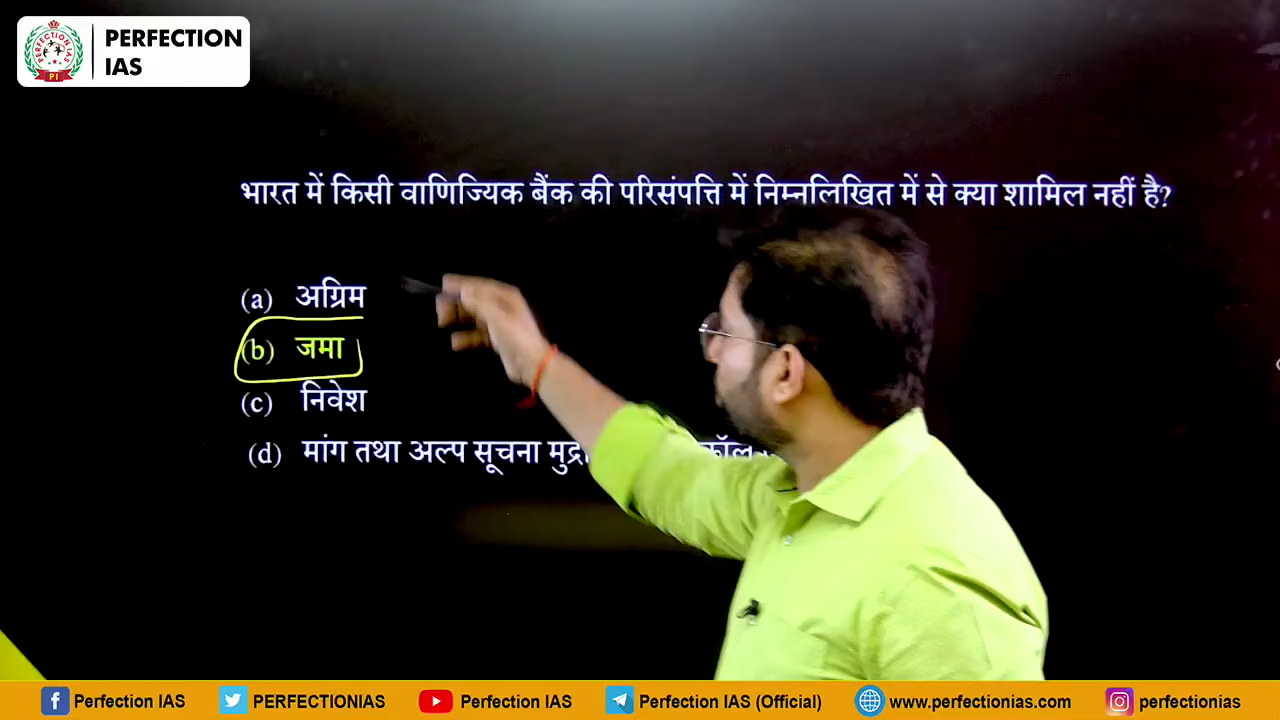 PERFECTION
IAS
भारत में किसी वाणिज्यिक बैंक की परिसंपत्ति में निम्नलिखित में से क्या शामिल नहीं है?
(a) अग्रिम
(b) जमा
(c) निवेश
(d) मांग तथा अल्प सूचना कॉल
Perfection IAS
PERFECTIONIAS
Perfection IAS
Perfection IAS (Official)
www.perfectionias.com
perfectionias